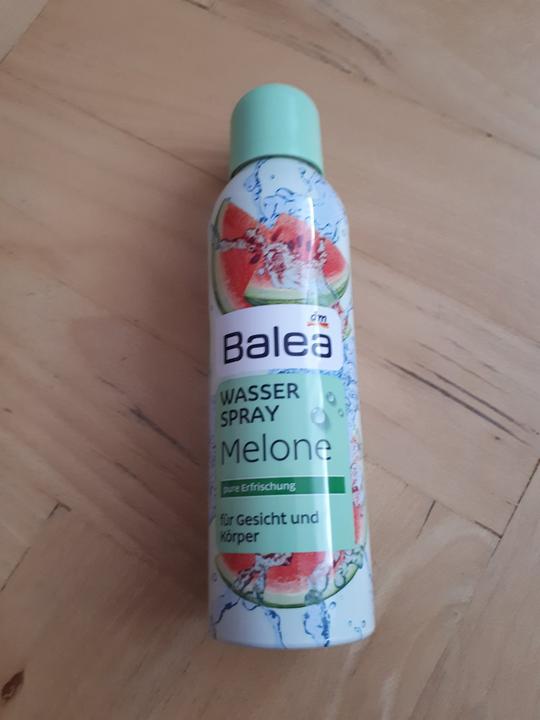 dm
Balea
WASSER
SPRAY
Melone
pure Erfrischung
für Gesicht und
Körper